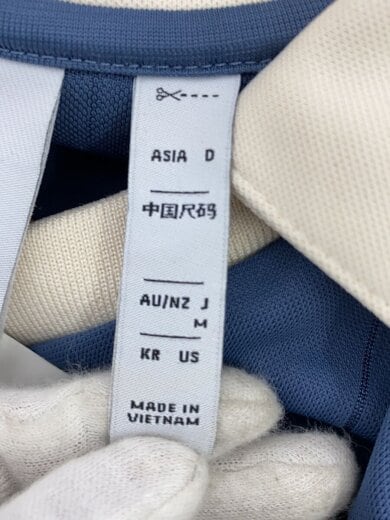 ASIA D
中国尺码
AU/NZ J
M
KR US
MADE IN
VIETNAM